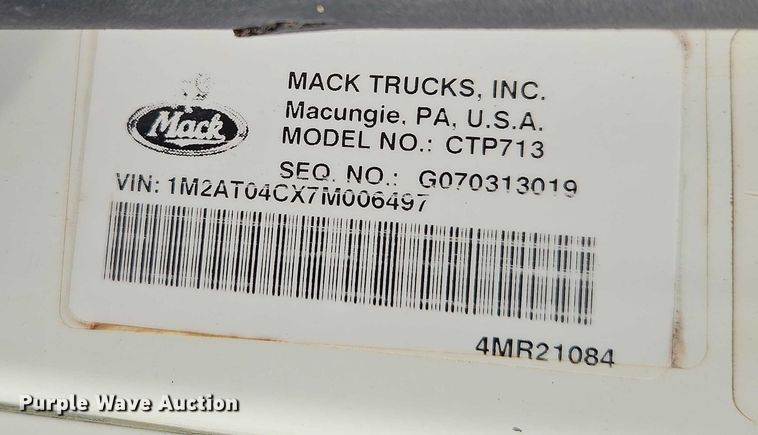 Mack
MACK TRUCKS, INC.
Macungie, PA, U.S.A.
MODEL NO.: CTP713
SEQ. NO.: G070313019
VIN: 1M2AT04CX7M006497
4MR21084
Purple Wave Auction